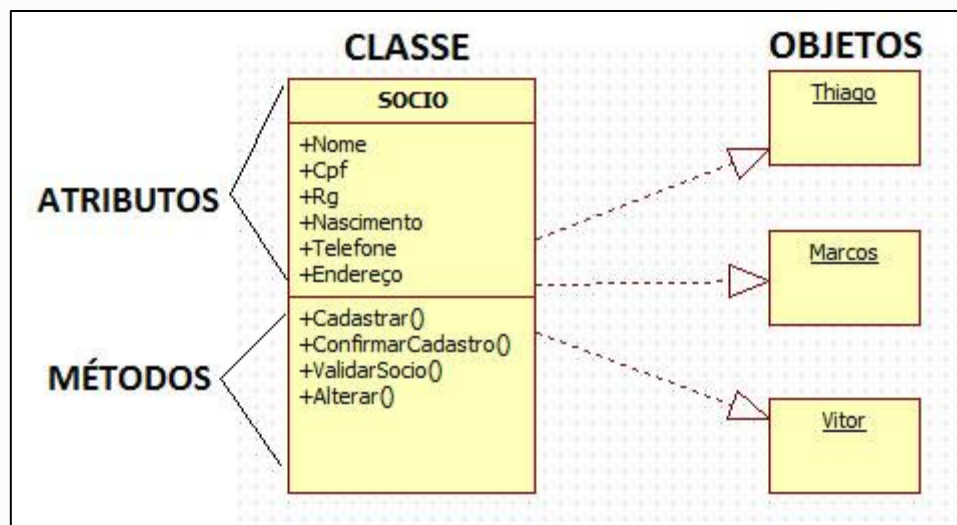 CLASSE
OBJETOS
SOCIO
+Nome
+Cpf
+Rg
+Nascimento
+Telefone
+Endereço
ATRIBUTOS
+Cadastrar()
+ConfirmarCadastro()
+ValidarSocio()
+Alterar()
MÉTODOS
Thiago
Marcos
Vitor